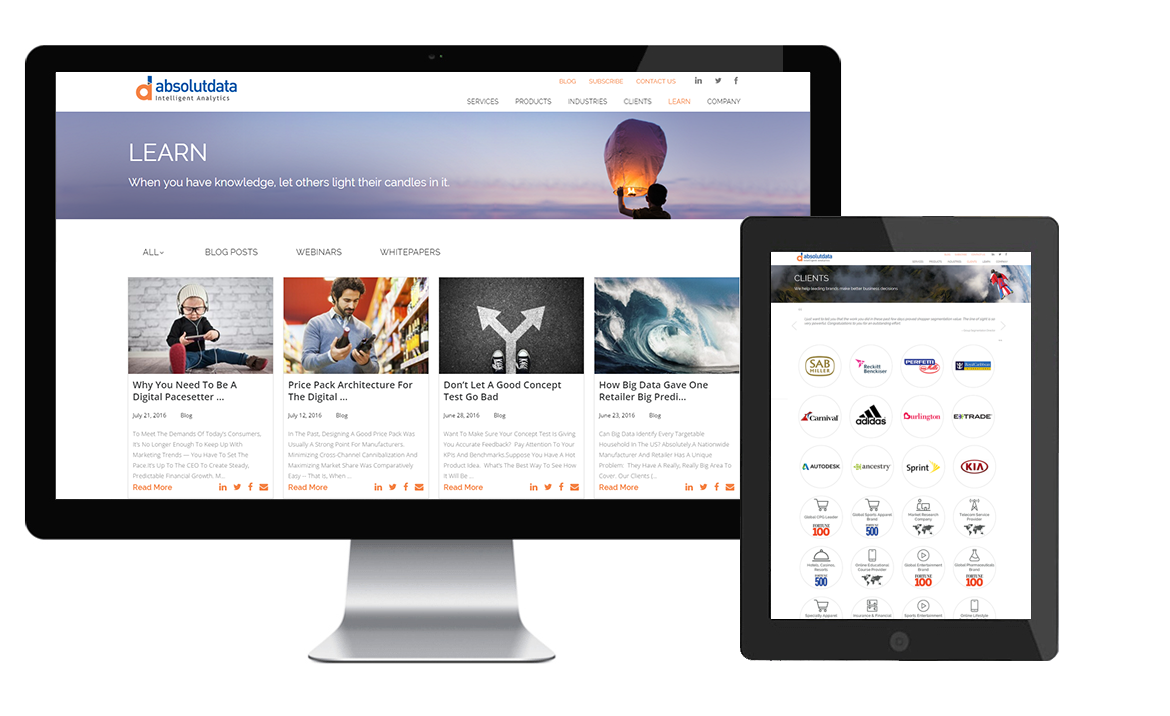 absolutdata
Intelligent Analytics
BLOG SUBSCRIBE CONTACT US
SERVICES PRODUCTS INDUSTRIES CLIENTS LEARN COMPANY
LEARN
When you have knowledge, let others light their candles in it.
ALL BLOG POSTS WEBINARS WHITEPAPERS
Why You Need To Be A
Digital Pacesetter ...
July 21, 2016 Blog
To Meet The Demands Of Today's Consumers,
It's No Longer Enough To Keep Up With
Marketing Trends — You Have To Set The
Pace It's Up To The CEO To Create Steady,
Predictable Financial Growth. M...
Read More
Price Pack Architecture For
The Digital ...
July 12, 2016 Blog
In The Past, Designing A Good Price Pack Was
Usually A Strong Point For Manufacturers.
Minimizing Cross-Channel Cannibalization And
Maximizing Market Share Was Comparatively
Easy -- That Is, When ...
Read More
Don't Let A Good Concept
Test Go Bad
June 28, 2016 Blog
Want To Make Sure Your Concept Test Is Giving
You Accurate Feedback? Pay Attention To Your
KPIs And Benchmarks.Suppose You Have A Hot
Product Idea. What's The Best Way To See How
It Will Be ...
Read More
How Big Data Gave One
Retailer Big Predi...
June 23, 2016 Blog
Can Big Data Identify Every Targetable
Household In The US? Absolutely A Nationwide
Manufacturer And Retailer Has A Unique
Problem: They Have A Really, Really Big Area To
Cover. Our Clients (...
Read More
absolutdata
CLIENTS
We help leading brands make better business decisions
SAB
MILLER
Reckitt
Benckiser
PERFETTI
van Melle
Carnival
adidas
Burlington
E*TRADE
AUTODESK
ancestry
Sprint
KIA
Global CPG Leader
FORTUNE
100
Global Sports Apparel
Brand
500
Market Research
Company
Telecom Service
Provider
Hotels, Casinos,
Resorts
500
Online Educational
Course Provider
Global Entertainment
Brand
FORTUNE
100
Global Pharmaceutical
Brand
FORTUNE
100
Specialty Apparel
Insurance & Financial
Sports Entertainment
Online Lifestyle